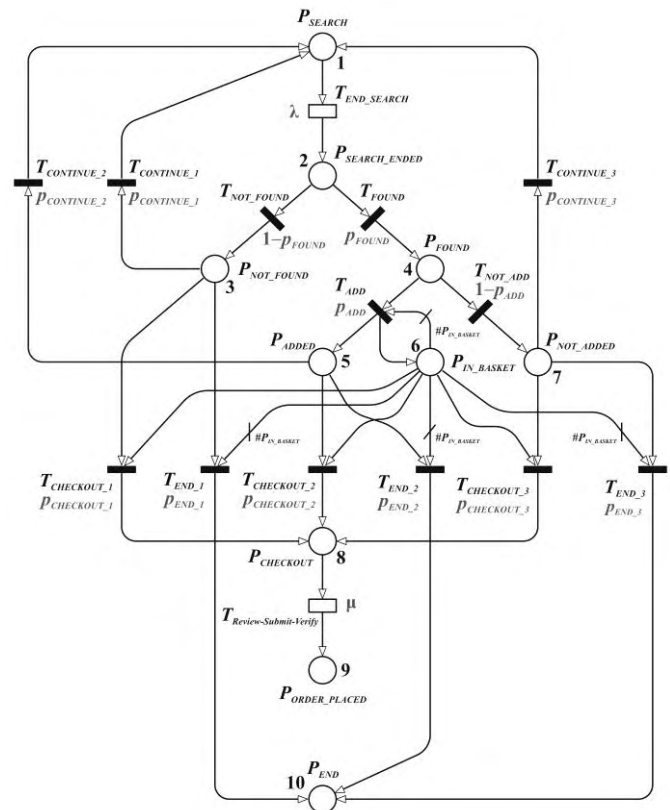 P_SEARCH
1
T_END_SEARCH
λ
P_SEARCH_ENDED
2
T_CONTINUE_2
p_CONTINUE_2
T_CONTINUE_1
p_CONTINUE_1
T_NOT_FOUND
1−p_FOUND
T_FOUND
p_FOUND
T_CONTINUE_3
p_CONTINUE_3
P_NOT_FOUND
3
P_FOUND
4
T_ADD
p_ADD
T_NOT_ADD
1−p_ADD
#P_IN_BASKET
P_ADDED
5
6
P_IN_BASKET
P_NOT_ADDED
7
#P_IN_BASKET
#P_IN_BASKET
#P_IN_BASKET
T_CHECKOUT_1
p_CHECKOUT_1
T_END_1
p_END_1
T_CHECKOUT_2
p_CHECKOUT_2
T_END_2
p_END_2
T_CHECKOUT_3
p_CHECKOUT_3
T_END_3
p_END_3
P_CHECKOUT
8
μ
T_Review-Submit-Verify
9
P_ORDER_PLACED
10
P_END